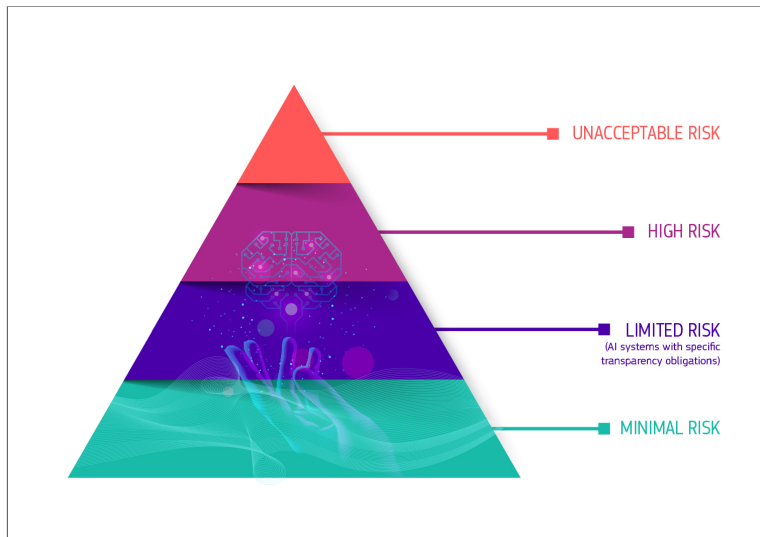 UNACCEPTABLE RISK
HIGH RISK
LIMITED RISK
(AI systems with specific
transparency obligations)
MINIMAL RISK